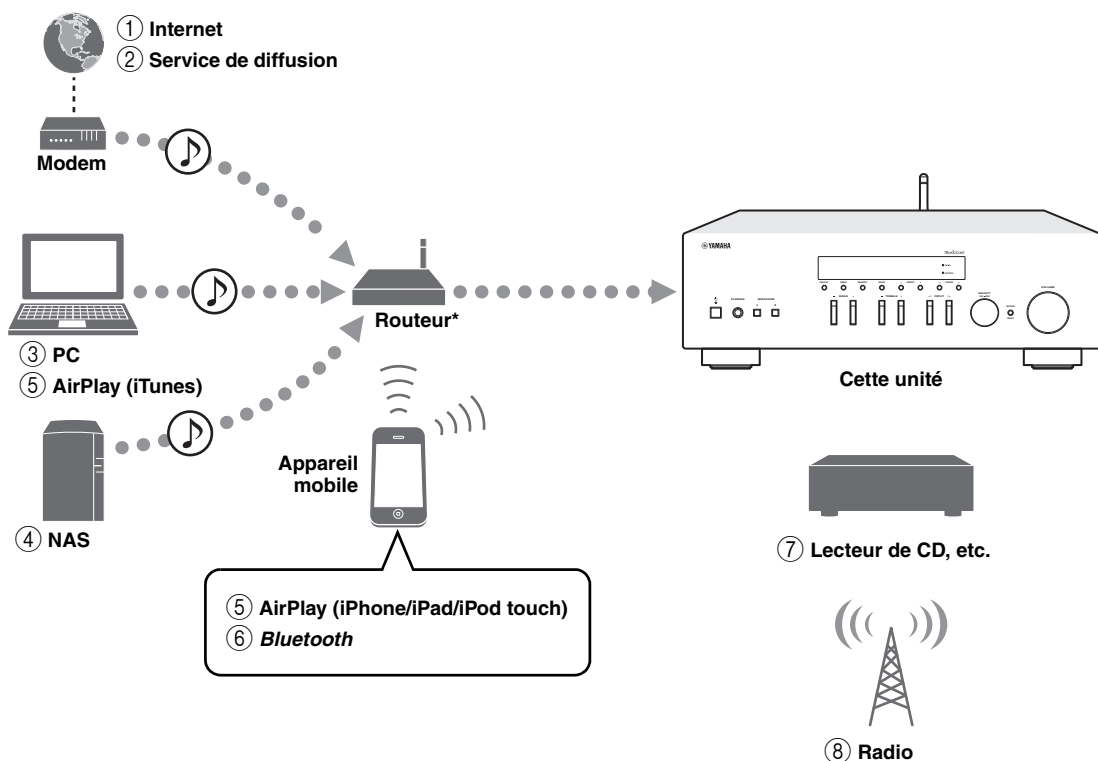 ① Internet
② Service de diffusion
Modem
③ PC
⑤ AirPlay (iTunes)
④ NAS
Routeur*
Appareil
mobile
⑤ AirPlay (iPhone/iPad/iPod touch)
⑥ Bluetooth
YAMAHA
MusicCast
Cette unité
⑦ Lecteur de CD, etc.
⑧ Radio